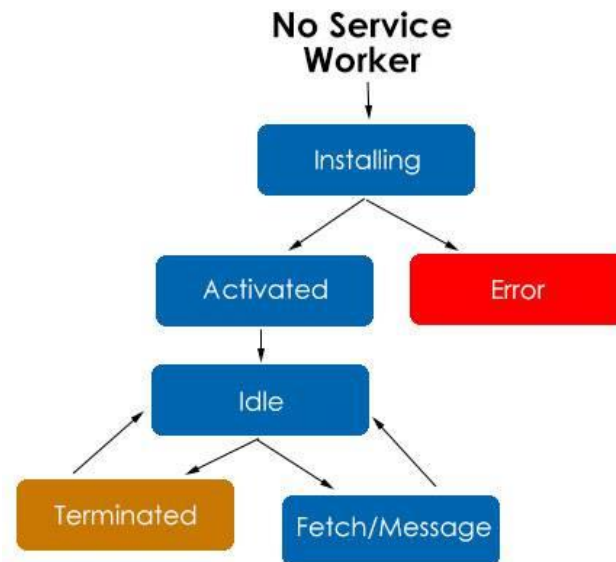 No Service
Worker
Installing
Activated
Error
Idle
Terminated
Fetch/Message